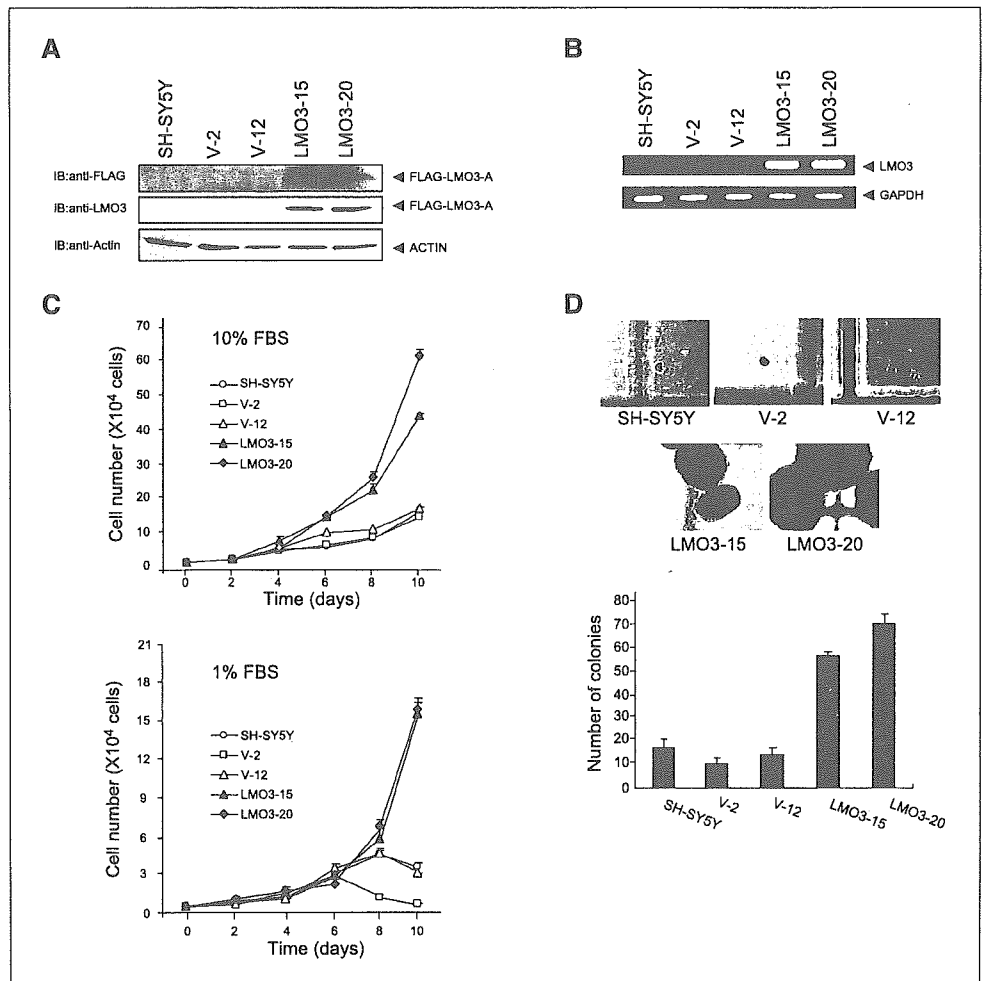 A
SH-SY5Y
V-2
V-12
LMO3-15
LMO3-20
IB:anti-FLAG
FLAG-LMO3-A
IB:anti-LMO3
FLAG-LMO3-A
IB:anti-Actin
ACTIN
B
SH-SY5Y
V-2
V-12
LMO3-15
LMO3-20
LMO3
GAPDH
C
70
60
50
40
30
20
10
0
Cell number (X10⁴ cells)
10% FBS
SH-SY5Y
V-2
V-12
LMO3-15
LMO3-20
0 2 4 6 8 10
Time (days)
21
18
15
12
9
6
3
0
Cell number (X10⁴ cells)
1% FBS
SH-SY5Y
V-2
V-12
LMO3-15
LMO3-20
0 2 4 6 8 10
Time (days)
D
SH-SY5Y
V-2
V-12
LMO3-15
LMO3-20
80
70
60
50
40
30
20
10
0
Number of colonies
SH-SY5Y
V-2
V-12
LMO3-15
LMO3-20